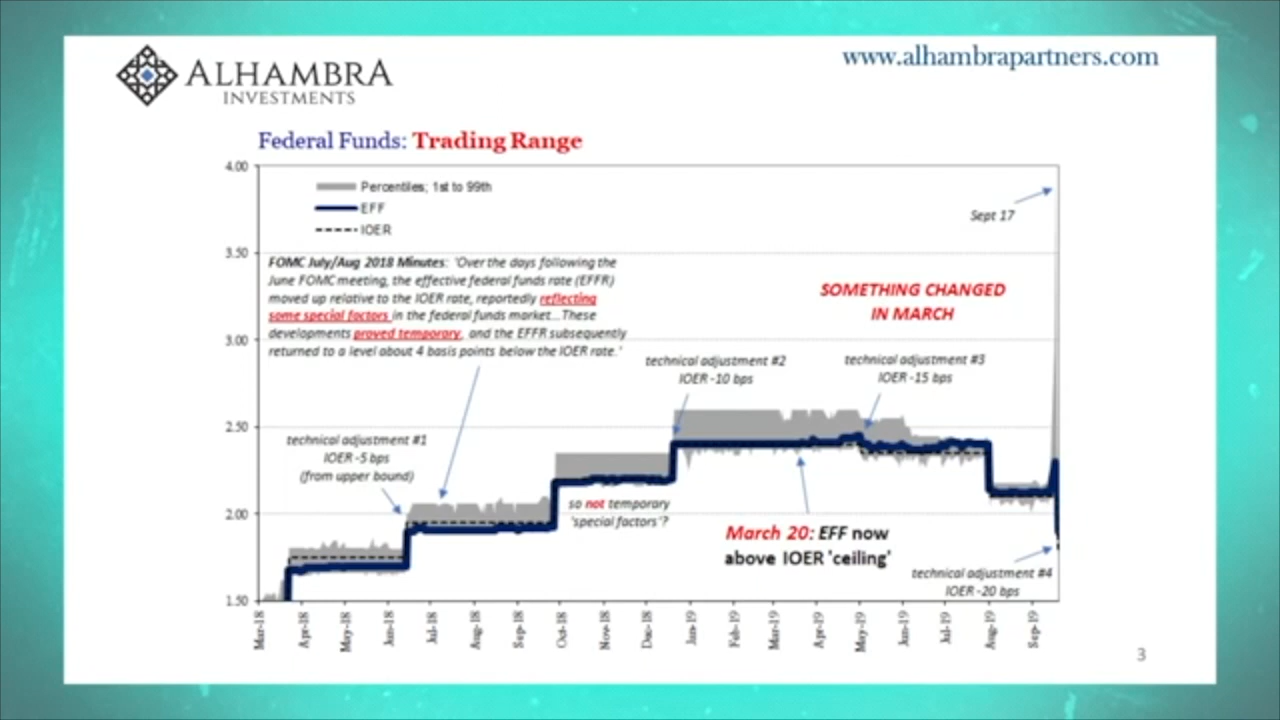 ALHAMBRA
INVESTMENTS
www.alhambrapartners.com
Federal Funds: Trading Range
4.00
3.50
3.00
2.50
2.00
1.50
Percentiles; 1st to 99th
EFF
IOER
FOMC July/Aug 2018 Minutes: 'Over the days following the
June FOMC meeting, the effective federal funds rate (EFFR)
moved up relative to the IOER rate, reportedly reflecting
some special factors in the federal funds market...These
developments proved temporary, and the EFFR subsequently
returned to a level about 4 basis points below the IOER rate.'
Sept 17
SOMETHING CHANGED
IN MARCH
technical adjustment #2
IOER -10 bps
technical adjustment #3
IOER -15 bps
technical adjustment #1
IOER -5 bps
(from upper bound)
so not temporary
'special factors'?
March 20: EFF now
above IOER 'ceiling'
technical adjustment #4
IOER -20 bps
Mar-18
Apr-18
May-18
Jun-18
Jul-18
Aug-18
Sep-18
Oct-18
Nov-18
Dec-18
Jan-19
Feb-19
Mar-19
Apr-19
May-19
Jun-19
Jul-19
Aug-19
Sep-19
3